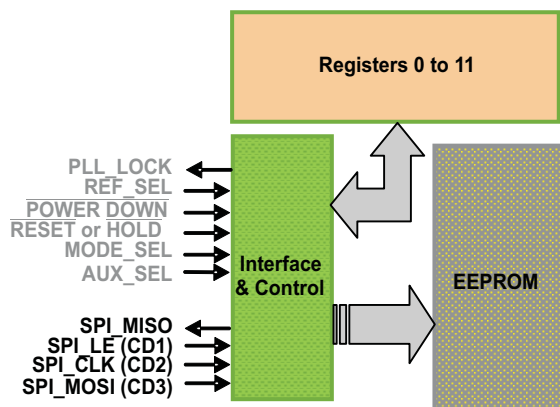 Registers 0 to 11
PLL_LOCK
REF_SEL
POWER DOWN
RESET or HOLD
MODE_SEL
AUX_SEL
Interface
& Control
EEPROM
SPI_MISO
SPI_LE (CD1)
SPI_CLK (CD2)
SPI_MOSI (CD3)